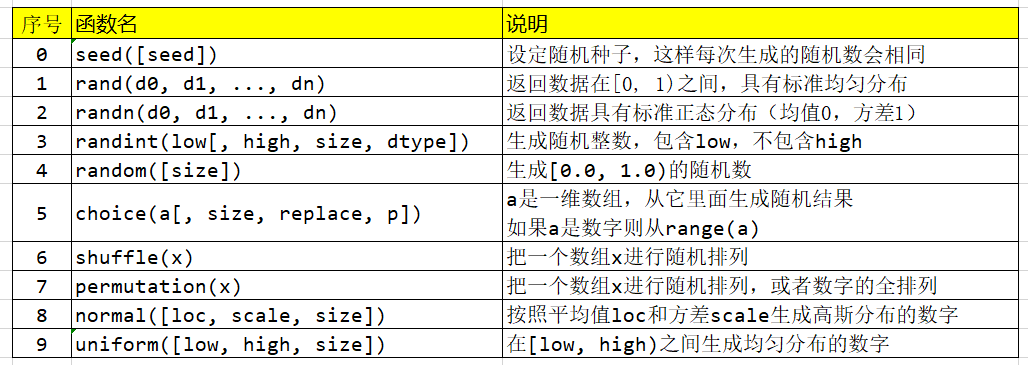 序号 函数名 说明
0 seed([seed]) 设定随机种子，这样每次生成的随机数会相同
1 rand(d0, d1, ..., dn) 返回数据在[0, 1)之间，具有标准均匀分布
2 randn(d0, d1, ..., dn) 返回数据具有标准正态分布（均值0，方差1）
3 randint(low[, high, size, dtype]) 生成随机整数，包含low，不包含high
4 random([size]) 生成[0.0, 1.0)的随机数
5 choice(a[, size, replace, p]) a是一维数组，从它里面生成随机结果
如果a是数字则从range(a)
6 shuffle(x) 把一个数组x进行随机排列
7 permutation(x) 把一个数组x进行随机排列，或者数字的全排列
8 normal([loc, scale, size]) 按照平均值loc和方差scale生成高斯分布的数字
9 uniform([low, high, size]) 在[low, high)之间生成均匀分布的数字